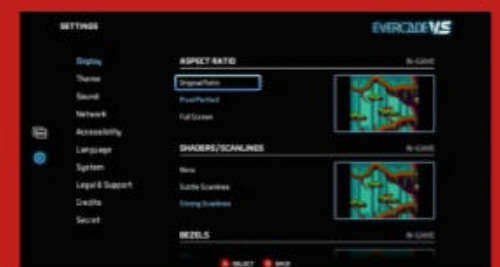 SETTINGS
EVERCADE VS
Display
Theme
Sound
Network
Accessibility
Language
System
Legal & Support
Credits
Secret
ASPECT RATIO
IN-GAME
Original Ratio
Pixel Perfect
Full Screen
SHADERS/SCANLINES
IN-GAME
None
Subtle Scanlines
Strong Scanlines
BEZELS
IN-GAME
A SELECT B BACK